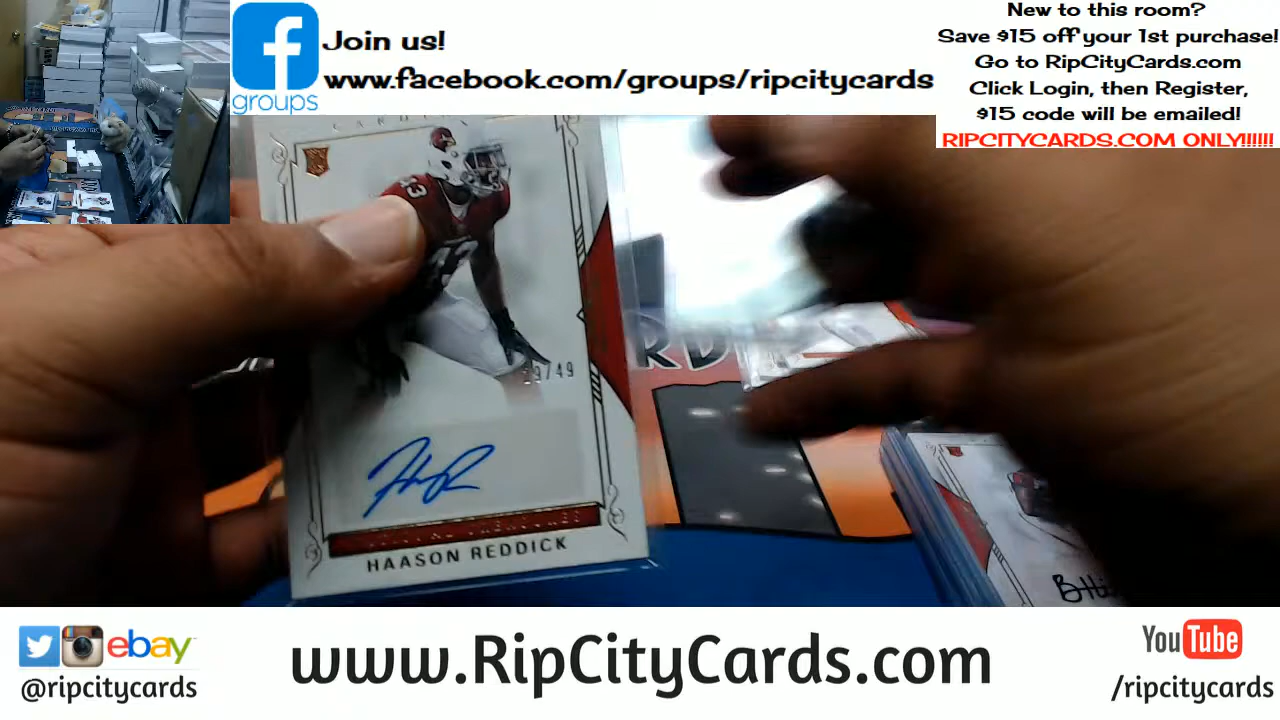 Join us!
www.facebook.com/groups/ripcitycards
groups
New to this room?
Save $15 off your 1st purchase!
Go to RipCityCards.com
Click Login, then Register,
$15 code will be emailed!
RIPCITYCARDS.COM ONLY!!!!!!
43
/49
HAASON REDDICK
RD
ebay
@ripcitycards
www.RipCityCards.com
YouTube
/ripcitycards